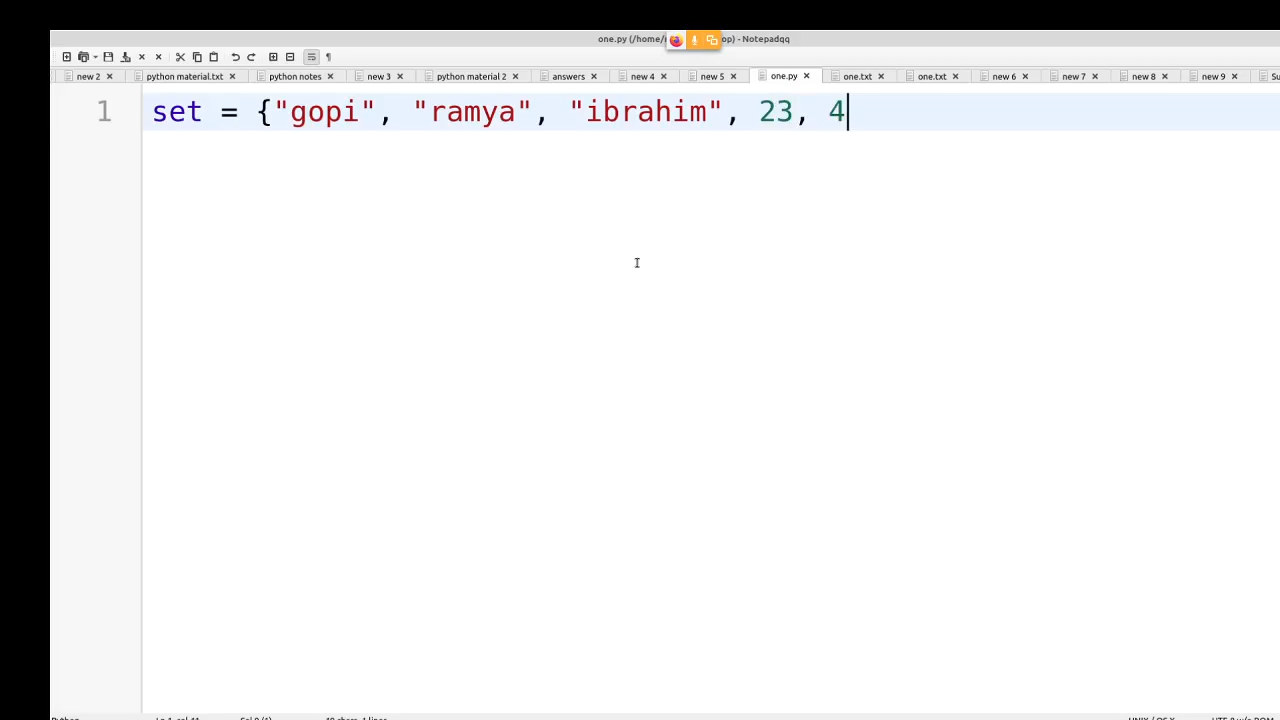 one.py (/home/ op) - Notepadqq
new 2 python material.txt python notes new 3 python material 2 answers new 4 new 5 one.py one.txt one.txt new 6 new 7 new 8 new 9 Su
1 set = {"gopi", "ramya", "ibrahim", 23, 4